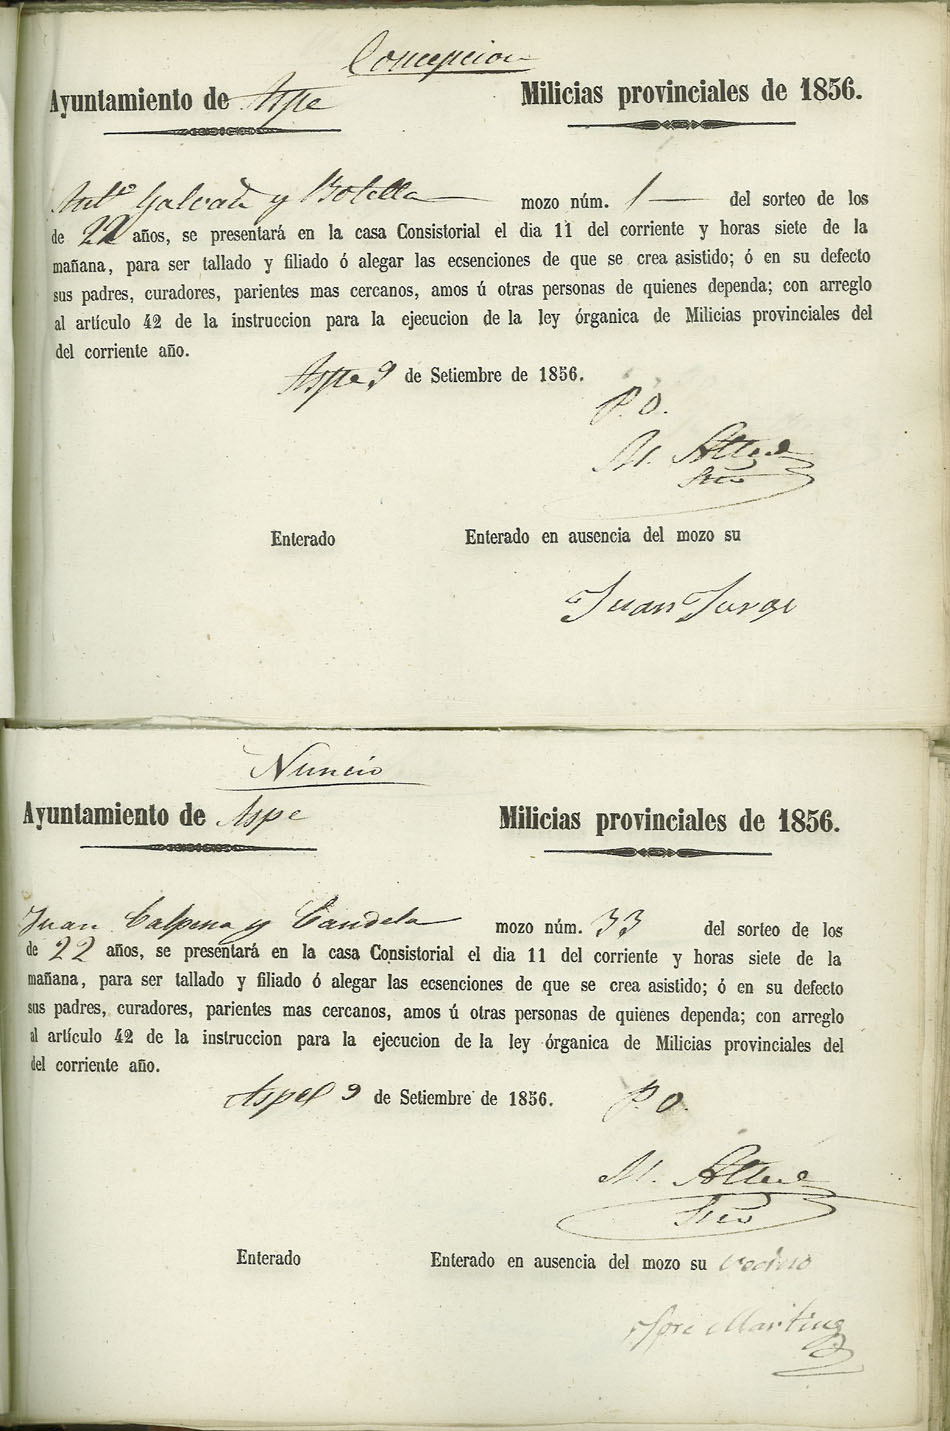 Concepcion
Ayuntamiento de Aspe Milicias provinciales de 1856.
Antº Galvañ y Botella mozo núm. 1 del sorteo de los
de 22 años, se presentará en la casa Consistorial el dia 11 del corriente y horas siete de la
mañana, para ser tallado y filiado ó alegar las ecsenciones de que se crea asistido; ó en su defecto
sus padres, curadores, parientes mas cercanos, amos ú otras personas de quienes dependa; con arreglo
al artículo 42 de la instruccion para la ejecucion de la ley órganica de Milicias provinciales del
del corriente año.
Aspe 9 de Setiembre de 1856.
P. O.
M. 
Srio
Enterado Enterado en ausencia del mozo su
Juan Jorge
Nuncio
Ayuntamiento de Aspe Milicias provinciales de 1856.
Juan Calpena y Candela mozo núm. 33 del sorteo de los
de 22 años, se presentará en la casa Consistorial el dia 11 del corriente y horas siete de la
mañana, para ser tallado y filiado ó alegar las ecsenciones de que se crea asistido; ó en su defecto
sus padres, curadores, parientes mas cercanos, amos ú otras personas de quienes dependa; con arreglo
al artículo 42 de la instruccion para la ejecucion de la ley órganica de Milicias provinciales del
del corriente año.
Aspe 9 de Setiembre de 1856.
P. O.
M. 
Srio
Enterado Enterado en ausencia del mozo su vecino
Jose Martinez